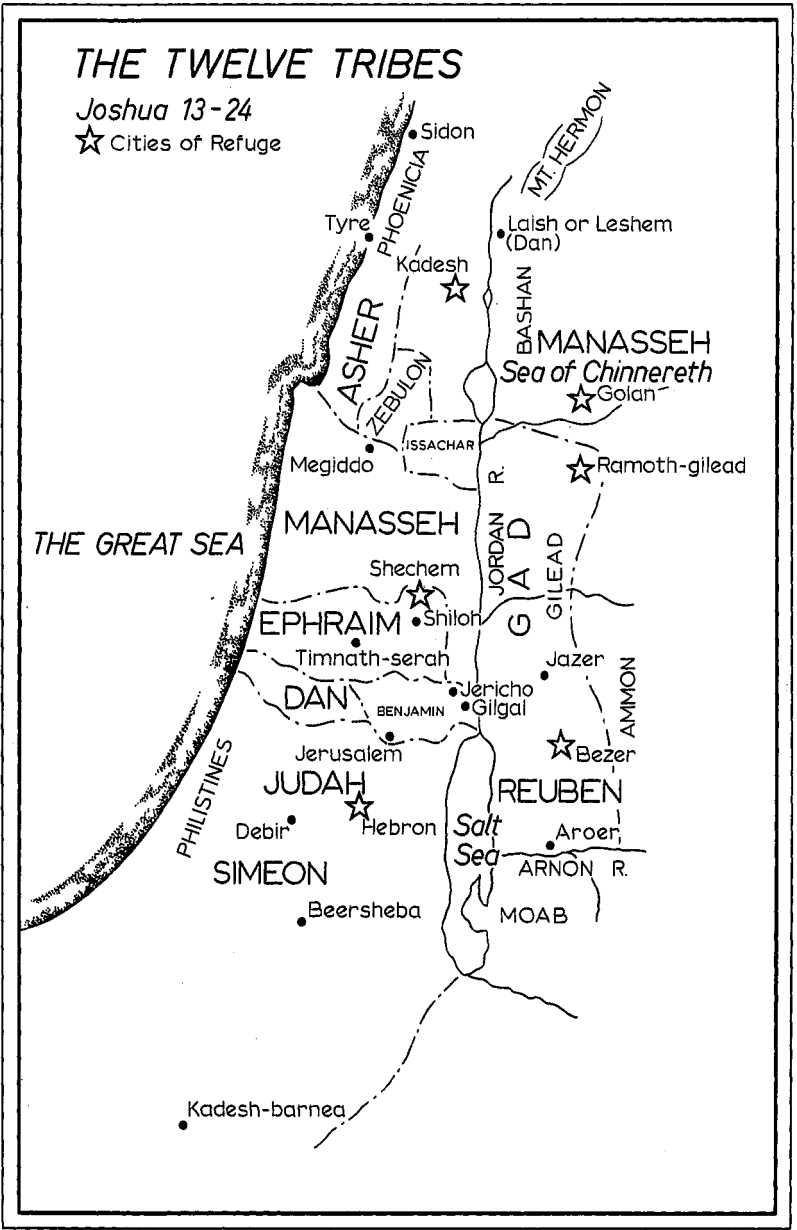 THE TWELVE TRIBES
Joshua 13-24
☆ Cities of Refuge
Sidon
MT. HERMON
PHOENICIA
Tyre
Laish or Leshem
(Dan)
Kadesh
BASHAN
ASHER
MANASSEH
ZEBULON
Sea of Chinnereth
Golan
ISSACHAR
Megiddo
Ramoth-gilead
MANASSEH
JORDAN R.
GAD
THE GREAT SEA
GILEAD
Shechem
EPHRAIM
Shiloh
Timnath-serah
Jazer
DAN
BENJAMIN
Jericho
Gilgal
AMMON
Jerusalem
Bezer
PHILISTINES
JUDAH
REUBEN
Debir
Hebron
Salt
Sea
Aroer
SIMEON
ARNON R.
Beersheba
MOAB
Kadesh-barnea